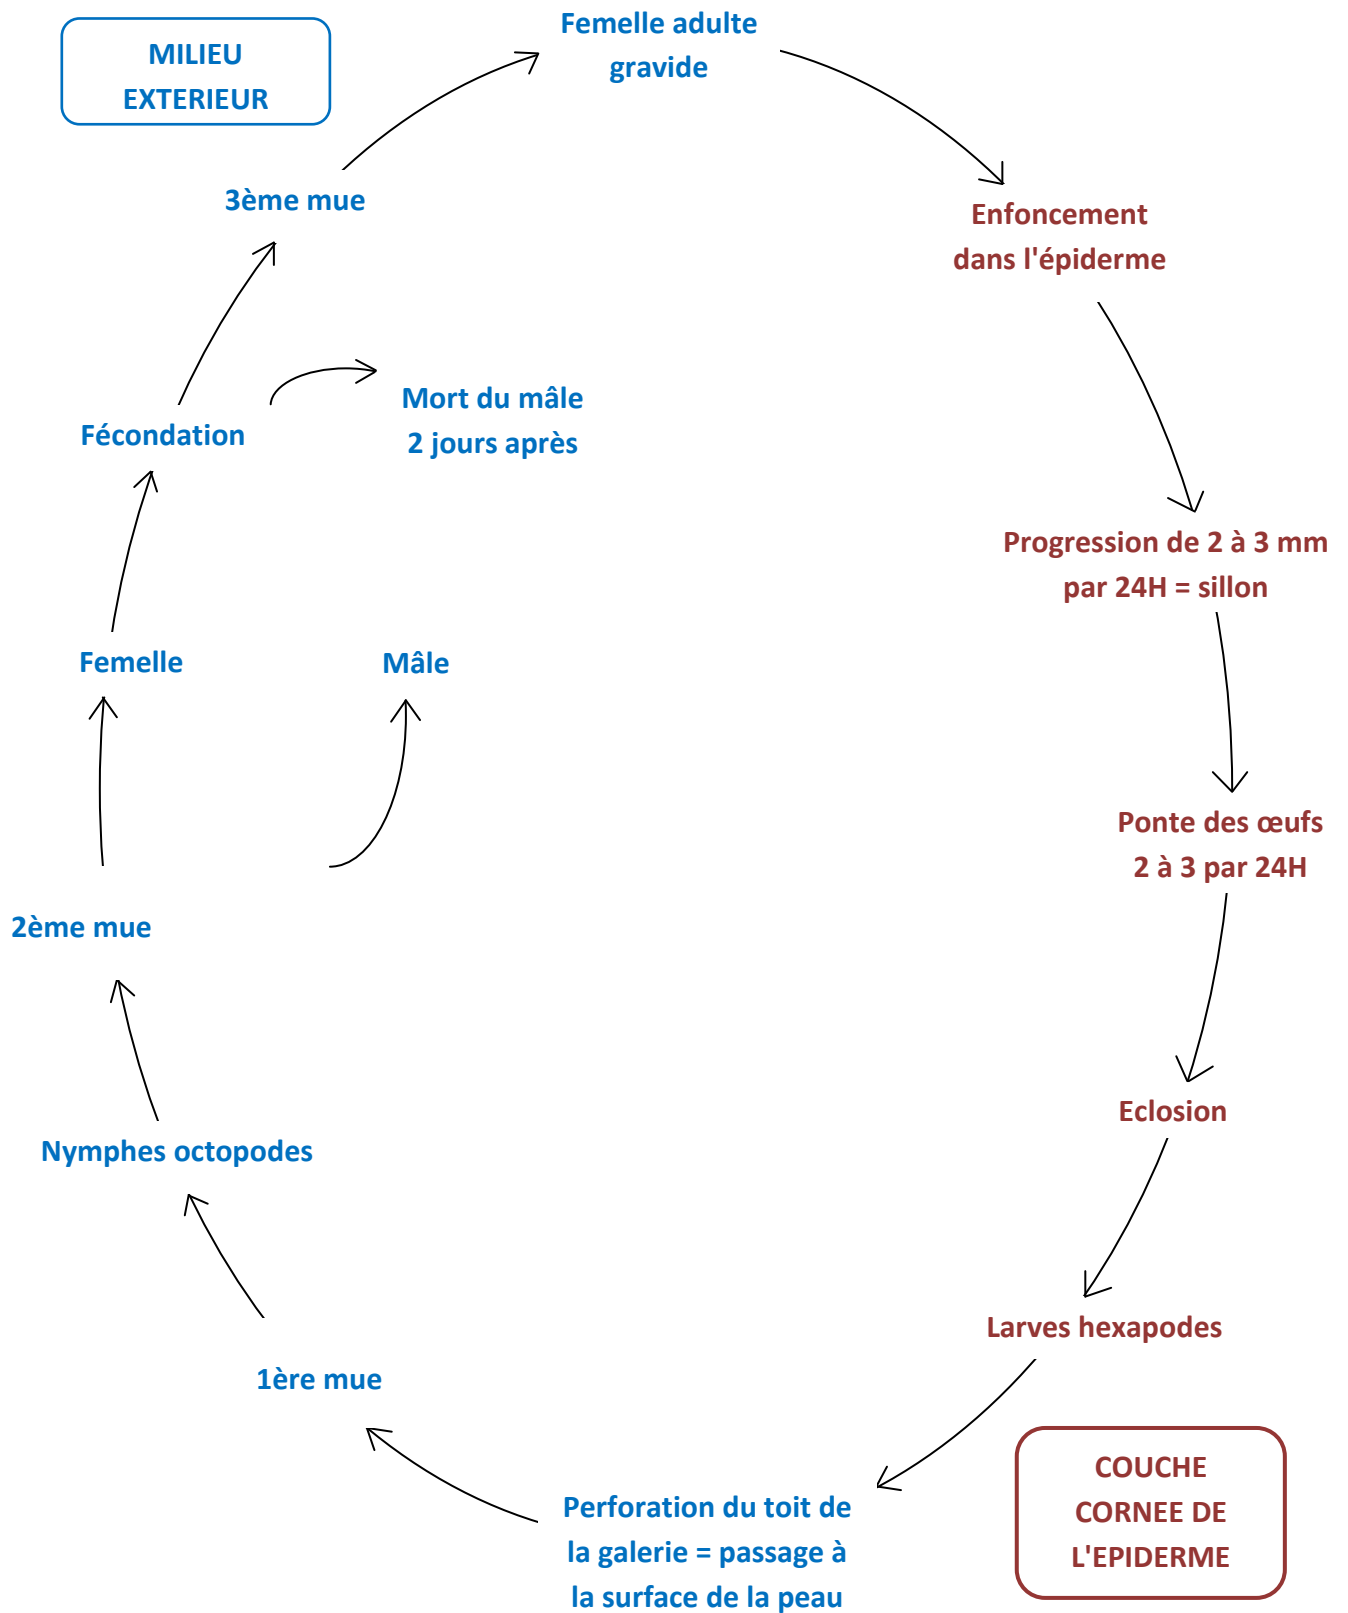 MILIEU
EXTERIEUR
Femelle adulte
gravide
Enfoncement
dans l'épiderme
Progression de 2 à 3 mm
par 24H = sillon
Ponte des œufs
2 à 3 par 24H
Eclosion
Larves hexapodes
COUCHE
CORNEE DE
L'EPIDERME
Perforation du toit de
la galerie = passage à
la surface de la peau
1ère mue
Nymphes octopodes
2ème mue
Femelle
Mâle
Fécondation
Mort du mâle
2 jours après
3ème mue